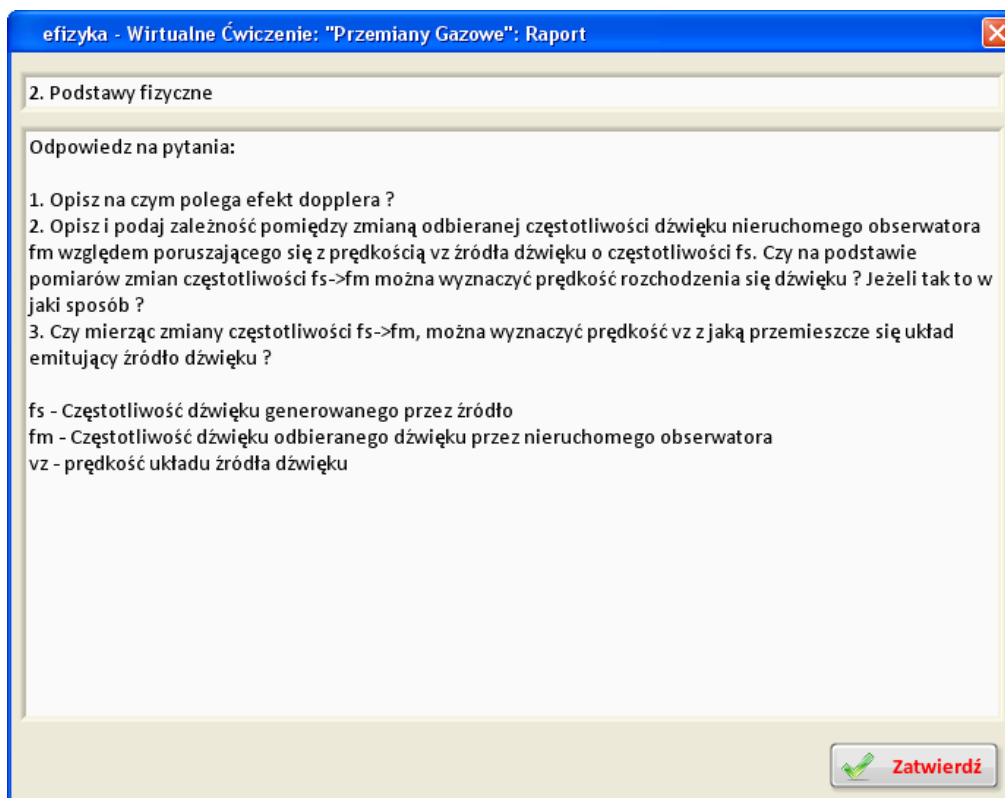 efizyka - Wirtualne Ćwiczenie: "Przemiany Gazowe": Raport
2. Podstawy fizyczne
Odpowiedz na pytania:
1. Opisz na czym polega efekt dopplera ?
2. Opisz i podaj zależność pomiędzy zmianą odbieranej częstotliwości dźwięku nieruchomego obserwatora
fm względem poruszającego się z prędkością vz źródła dźwięku o częstotliwości fs. Czy na podstawie
pomiarów zmian częstotliwości fs->fm można wyznaczyć prędkość rozchodzenia się dźwięku ? Jeżeli tak to w
jaki sposób ?
3. Czy mierząc zmiany częstotliwości fs->fm, można wyznaczyć prędkość vz z jaką przemieszcze się układ
emitujący źródło dźwięku ?
fs - Częstotliwość dźwięku generowanego przez źródło
fm - Częstotliwość dźwięku odbieranego dźwięku przez nieruchomego obserwatora
vz - prędkość układu źródła dźwięku
Zatwierdź